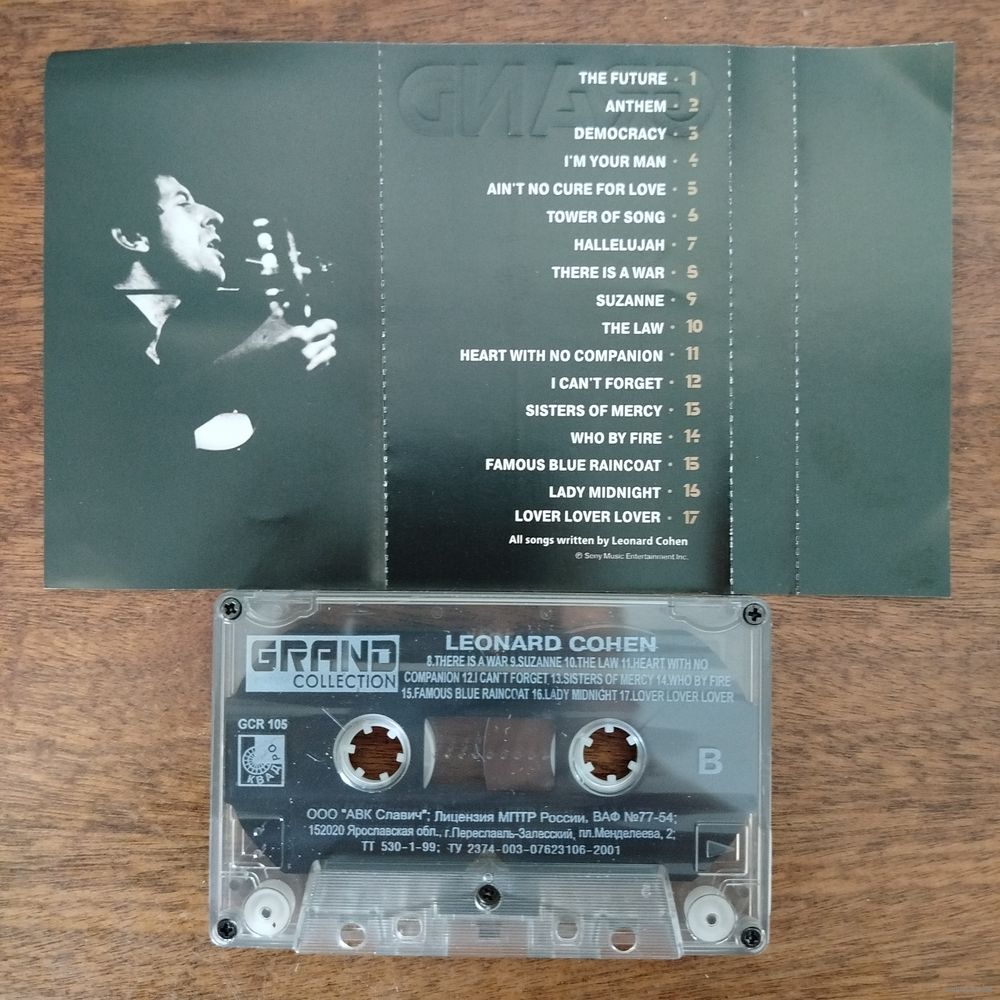 GRAND
THE FUTURE • 1
ANTHEM • 2
DEMOCRACY • 3
I'M YOUR MAN • 4
AIN'T NO CURE FOR LOVE • 5
TOWER OF SONG • 6
HALLELUJAH • 7
THERE IS A WAR • 8
SUZANNE • 9
THE LAW • 10
HEART WITH NO COMPANION • 11
I CAN'T FORGET • 12
SISTERS OF MERCY • 13
WHO BY FIRE • 14
FAMOUS BLUE RAINCOAT • 15
LADY MIDNIGHT • 16
LOVER LOVER LOVER • 17
All songs written by Leonard Cohen
℗ Sony Music Entertainment Inc.
GRAND
COLLECTION
LEONARD COHEN
8.THERE IS A WAR 9.SUZANNE 10.THE LAW 11.HEART WITH NO
COMPANION 12.I CAN'T FORGET 13.SISTERS OF MERCY 14.WHO BY FIRE
15.FAMOUS BLUE RAINCOAT 16.LADY MIDNIGHT 17.LOVER LOVER LOVER
GCR 105
КВАДРО
B
ООО "АВК Славич"; Лицензия МПТР России, ВАФ №77-54;
152020 Ярославская обл., г.Переславль-Залесский, пл.Менделеева, 2;
ТТ 530-1-99; ТУ 2374-003-07623106-2001